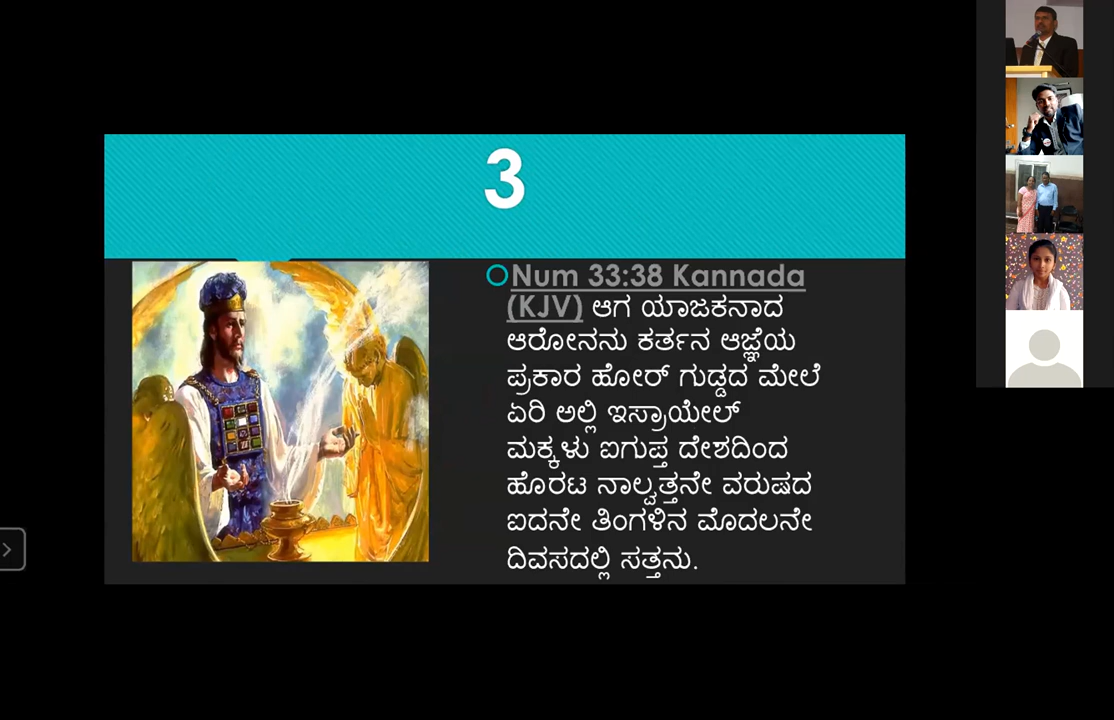 3
Num 33:38 Kannada
(KJV) ಆಗ ಯಾಜಕನಾದ
ಆರೋನನು ಕರ್ತನ ಆಜ್ಞೆಯ
ಪ್ರಕಾರ ಹೋರ್ ಗುಡ್ಡದ ಮೇಲೆ
ಏರಿ ಅಲ್ಲಿ ಇಸ್ರಾಯೇಲ್
ಮಕ್ಕಳು ಐಗುಪ್ತ ದೇಶದಿಂದ
ಹೊರಟ ನಾಲ್ವತ್ತನೇ ವರುಷದ
ಐದನೇ ತಿಂಗಳಿನ ಮೊದಲನೇ
ದಿವಸದಲ್ಲಿ ಸತ್ತನು.